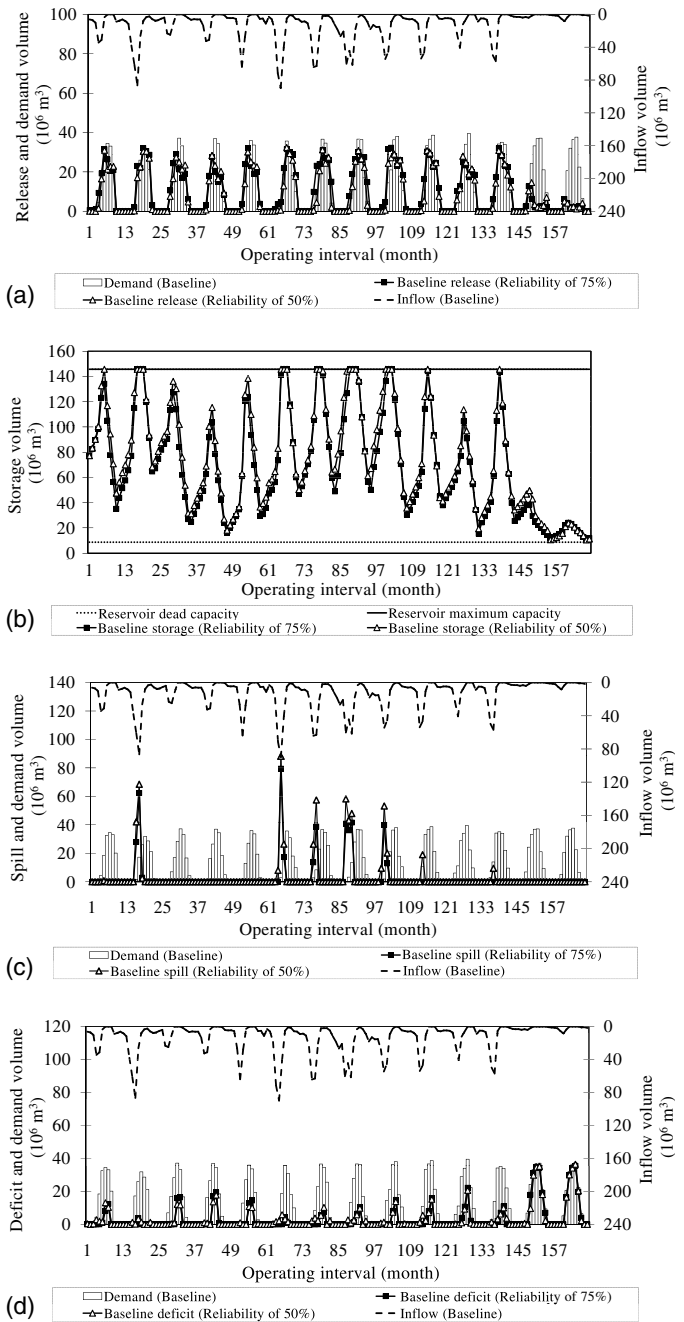 100
80
60
40
20
0
Release and demand volume
(10⁶ m³)
0
40
80
120
160
200
240
Inflow volume
(10⁶ m³)
1 13 25 37 49 61 73 85 97 109 121 133 145 157
Operating interval (month)
(a)
Demand (Baseline)
Baseline release (Reliability of 75%)
Baseline release (Reliability of 50%)
Inflow (Baseline)
160
140
120
100
80
60
40
20
0
Storage volume
(10⁶ m³)
1 13 25 37 49 61 73 85 97 109 121 133 145 157
Operating interval (month)
(b)
Reservoir dead capacity
Reservoir maximum capacity
Baseline storage (Reliability of 75%)
Baseline storage (Reliability of 50%)
140
120
100
80
60
40
20
0
Spill and demand volume
(10⁶ m³)
0
40
80
120
160
200
240
Inflow volume
(10⁶ m³)
1 13 25 37 49 61 73 85 97 109 121 133 145 157
Operating interval (month)
(c)
Demand (Baseline)
Baseline spill (Reliability of 75%)
Baseline spill (Reliability of 50%)
Inflow (Baseline)
120
100
80
60
40
20
0
Deficit and demand volume
(10⁶ m³)
0
40
80
120
160
200
240
Inflow volume
(10⁶ m³)
1 13 25 37 49 61 73 85 97 109 121 133 145 157
Operating interval (month)
(d)
Demand (Baseline)
Baseline deficit (Reliability of 75%)
Baseline deficit (Reliability of 50%)
Inflow (Baseline)